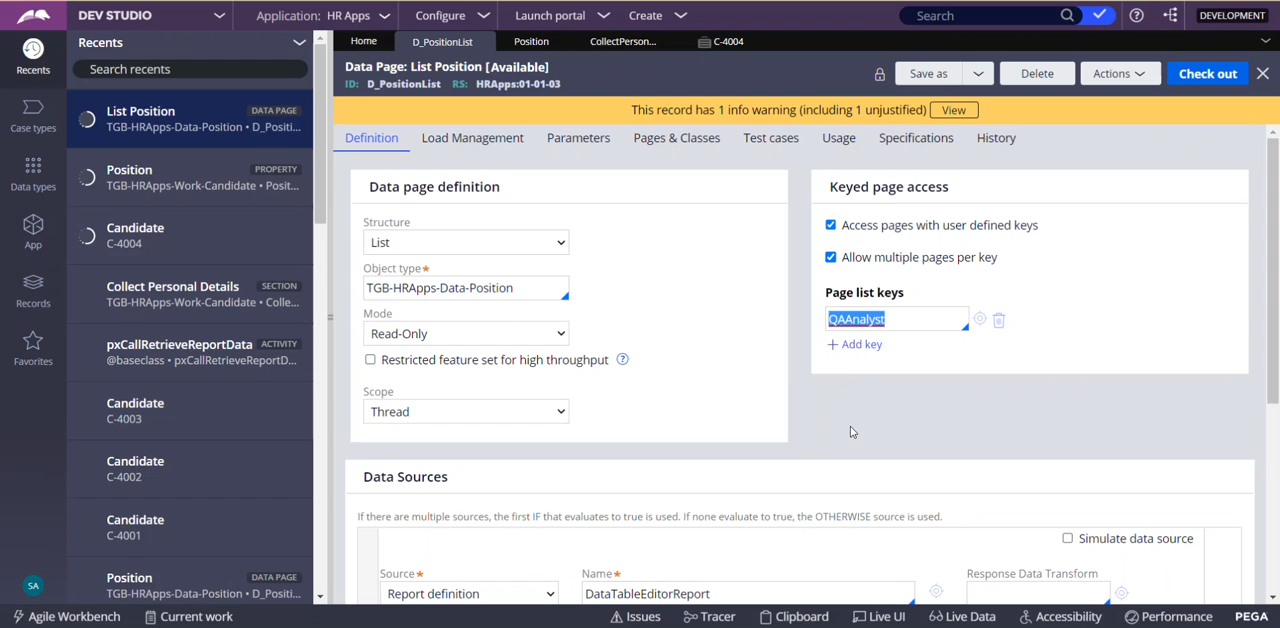 DEV STUDIO
Application: HR Apps
Configure
Launch portal
Create
Search
DEVELOPMENT
Recents
Case types
Data types
App
Records
Favorites
SA
Recents
Search recents
List Position DATA PAGE
TGB-HRApps-Data-Position • D_Positi...
Position PROPERTY
TGB-HRApps-Work-Candidate • Posit...
Candidate
C-4004
Collect Personal Details SECTION
TGB-HRApps-Work-Candidate • Colle...
pxCallRetrieveReportData ACTIVITY
@baseclass • pxCallRetrieveReportD...
Candidate
C-4003
Candidate
C-4002
Candidate
C-4001
Position DATA PAGE
TGB-HRApps-Data-Position • D_Positi...
Home
D_PositionList
Position
CollectPerson...
C-4004
Data Page: List Position [Available]
ID: D_PositionList RS: HRApps:01-01-03
Save as
Delete
Actions
Check out
This record has 1 info warning (including 1 unjustified) View
Definition
Load Management
Parameters
Pages & Classes
Test cases
Usage
Specifications
History
Data page definition
Structure
List
Object type*
TGB-HRApps-Data-Position
Mode
Read-Only
Restricted feature set for high throughput ?
Scope
Thread
Keyed page access
Access pages with user defined keys
Allow multiple pages per key
Page list keys
QAAnalyst
+ Add key
Data Sources
If there are multiple sources, the first IF that evaluates to true is used. If none evaluate to true, the OTHERWISE source is used.
Simulate data source
Source*
Report definition
Name*
DataTableEditorReport
Response Data Transform
Agile Workbench
Current work
Issues
Tracer
Clipboard
Live UI
Live Data
Accessibility
Performance
PEGA